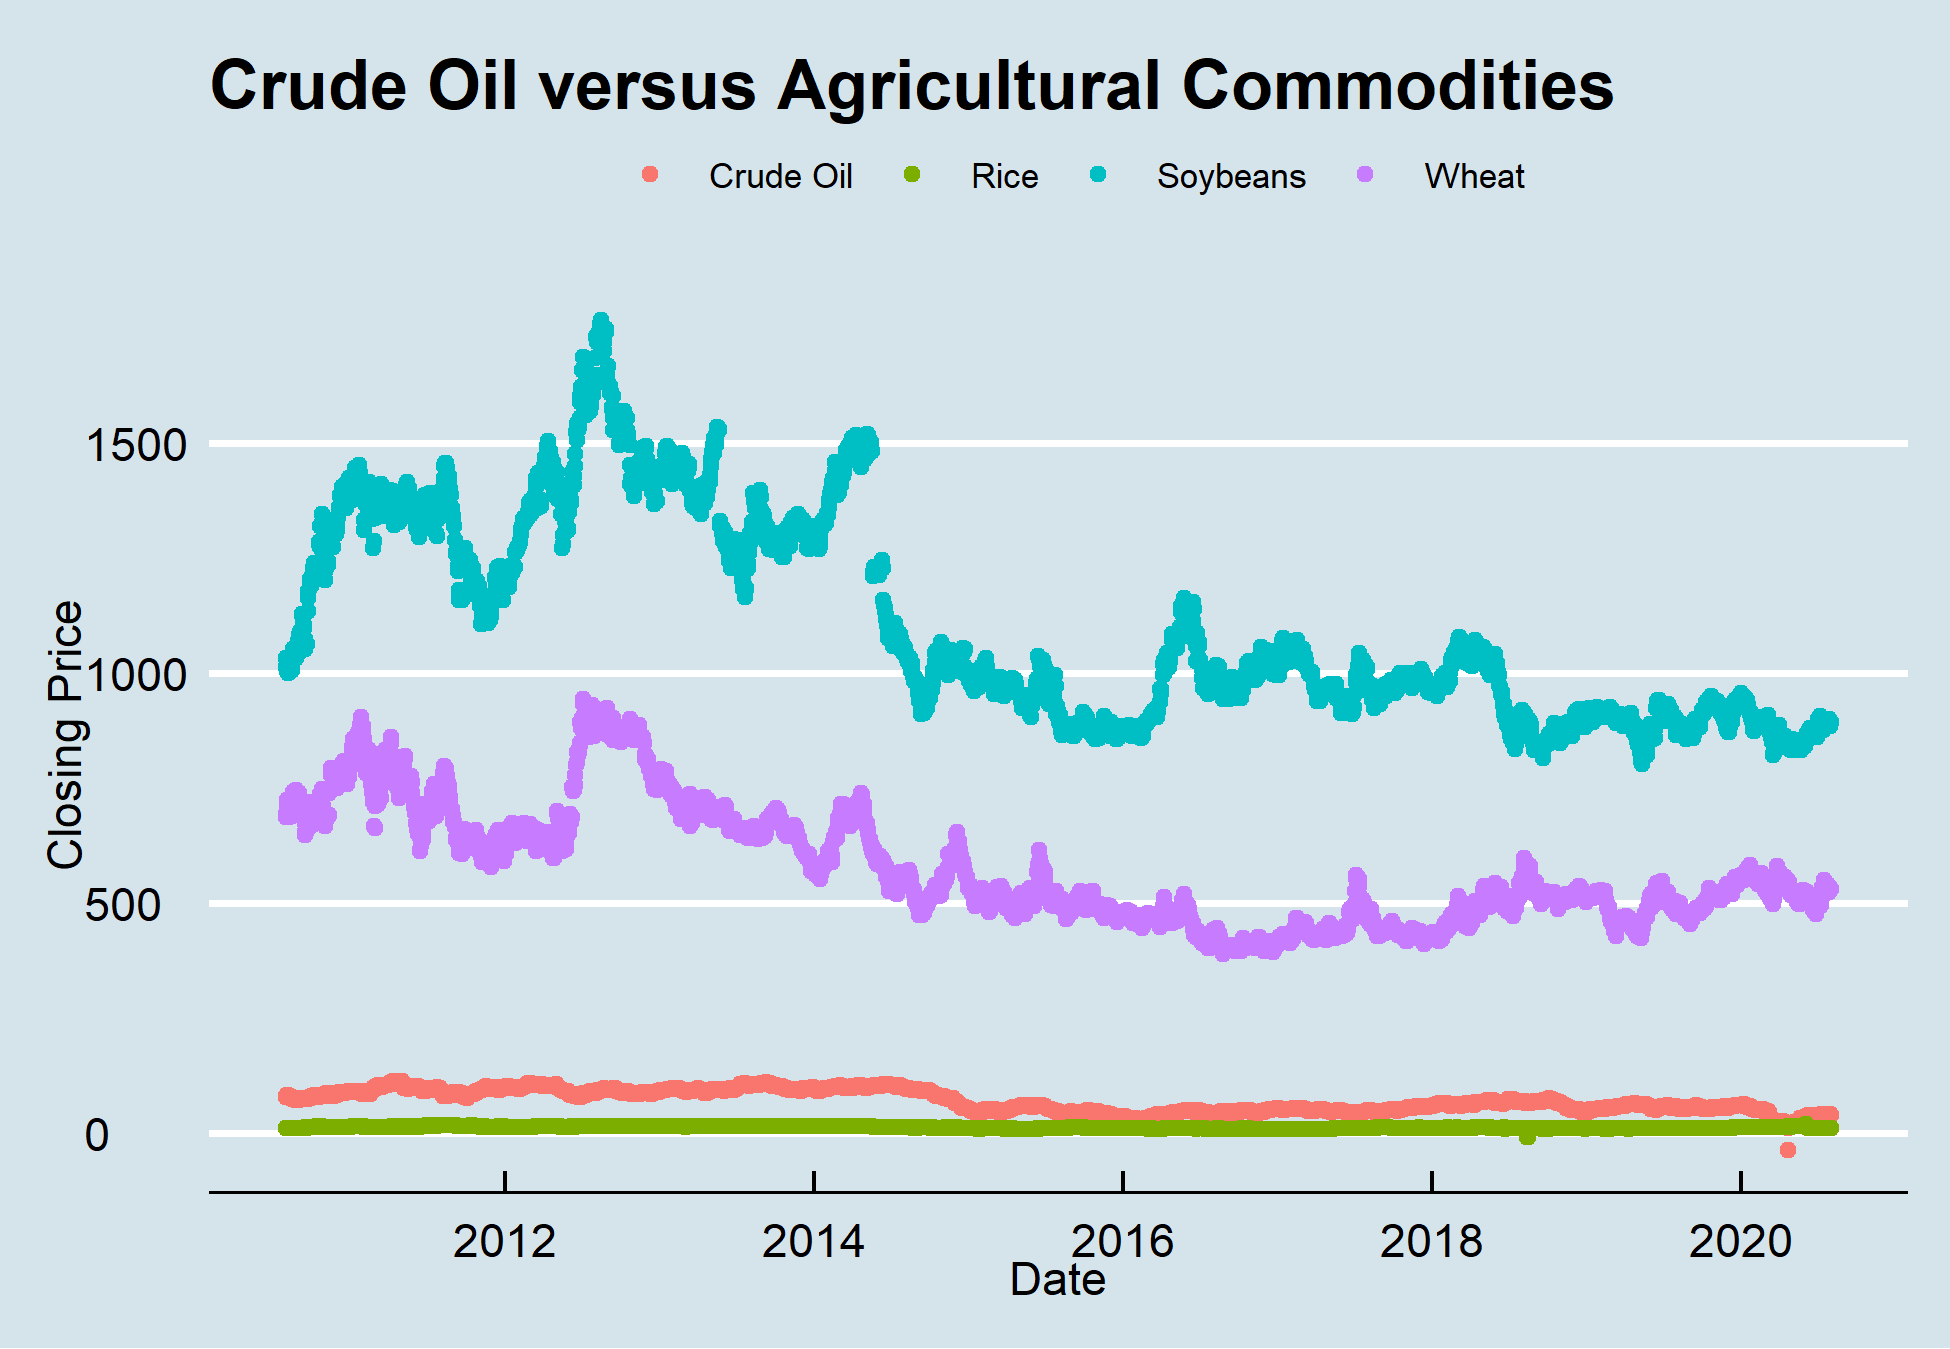 Crude Oil versus Agricultural Commodities
Crude Oil Rice Soybeans Wheat
Closing Price
1500
1000
500
0
2012 2014 2016 2018 2020
Date